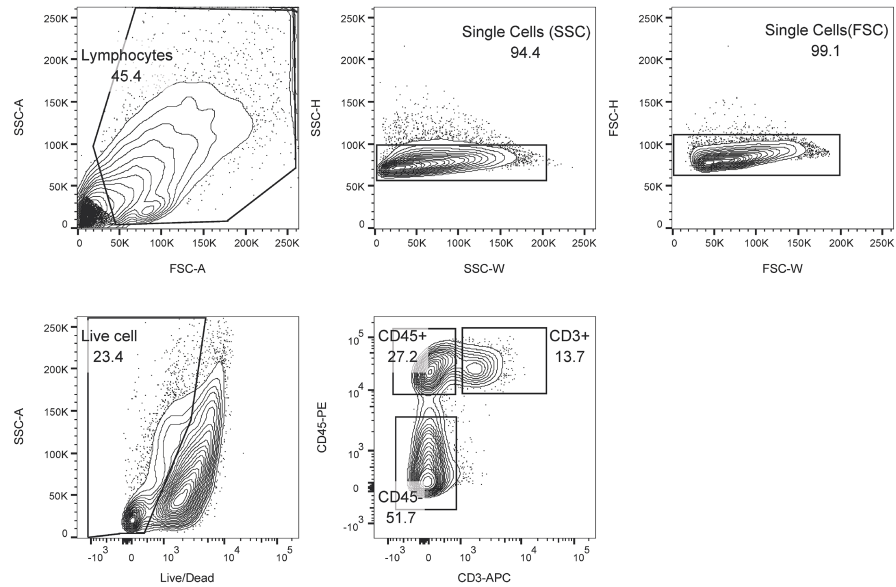 250K
200K
150K
100K
50K
0
SSC-A
Lymphocytes
45.4
0 50K 100K 150K 200K 250K
FSC-A
250K
200K
150K
100K
50K
0
SSC-H
Single Cells (SSC)
94.4
0 50K 100K 150K 200K 250K
SSC-W
250K
200K
150K
100K
50K
0
FSC-H
Single Cells(FSC)
99.1
0 50K 100K 150K 200K 250K
FSC-W
250K
200K
150K
100K
50K
0
SSC-A
Live cell
23.4
-10³ 0 10³ 10⁴ 10⁵
Live/Dead
10⁵
10⁴
10³
0
-10³
CD45-PE
CD45+
27.2
CD3+
13.7
CD45-
51.7
-10³ 0 10³ 10⁴ 10⁵
CD3-APC